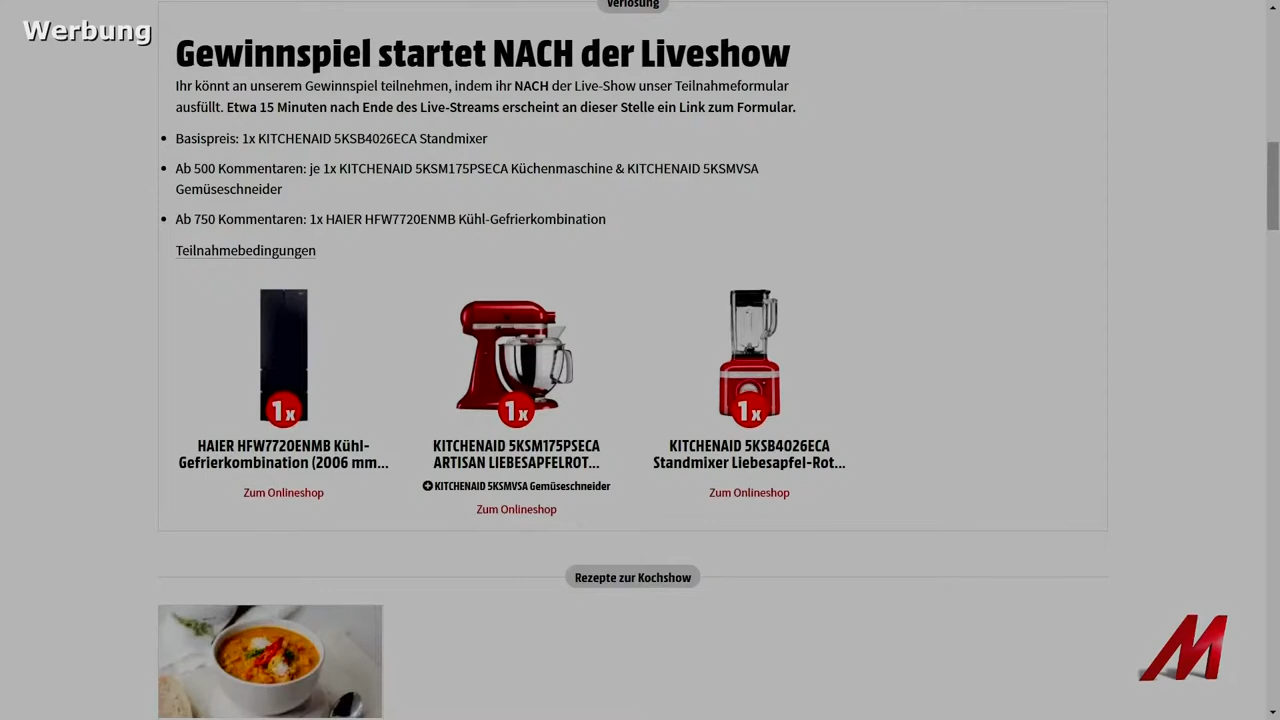 Verlosung
Werbung
Gewinnspiel startet NACH der Liveshow
Ihr könnt an unserem Gewinnspiel teilnehmen, indem ihr NACH der Live-Show unser Teilnahmeformular
ausfüllt. Etwa 15 Minuten nach Ende des Live-Streams erscheint an dieser Stelle ein Link zum Formular.
• Basispreis: 1x KITCHENAID 5KSB4026ECA Standmixer
• Ab 500 Kommentaren: je 1x KITCHENAID 5KSM175PSECA Küchenmaschine & KITCHENAID 5KSMVSA
Gemüseschneider
• Ab 750 Kommentaren: 1x HAIER HFW7720ENMB Kühl-Gefrierkombination
Teilnahmebedingungen
1x
1x
1x
HAIER HFW7720ENMB Kühl-
Gefrierkombination (2006 mm...
Zum Onlineshop
KITCHENAID 5KSM175PSECA
ARTISAN LIEBESAPFELROT...
KITCHENAID 5KSMVSA Gemüseschneider
Zum Onlineshop
KITCHENAID 5KSB4026ECA
Standmixer Liebesapfel-Rot...
Zum Onlineshop
Rezepte zur Kochshow
M